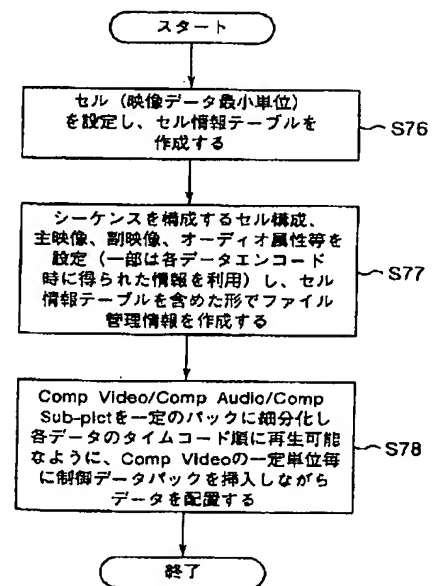 スタート
セル（映像データ最小単位）
を設定し、セル情報テーブルを
作成する
S76
シーケンスを構成するセル構成、
主映像、副映像、オーディオ属性等を
設定（一部は各データエンコード
時に得られた情報を利用）し、セル
情報テーブルを含めた形でファイル
管理情報を作成する
S77
Comp Video/Comp Audio/Comp
Sub-pictを一定のパックに細分化し
各データのタイムコード順に再生可能
なように、Comp Videoの一定単位毎
に制御データパックを挿入しながら
データを配置する
S78
終了